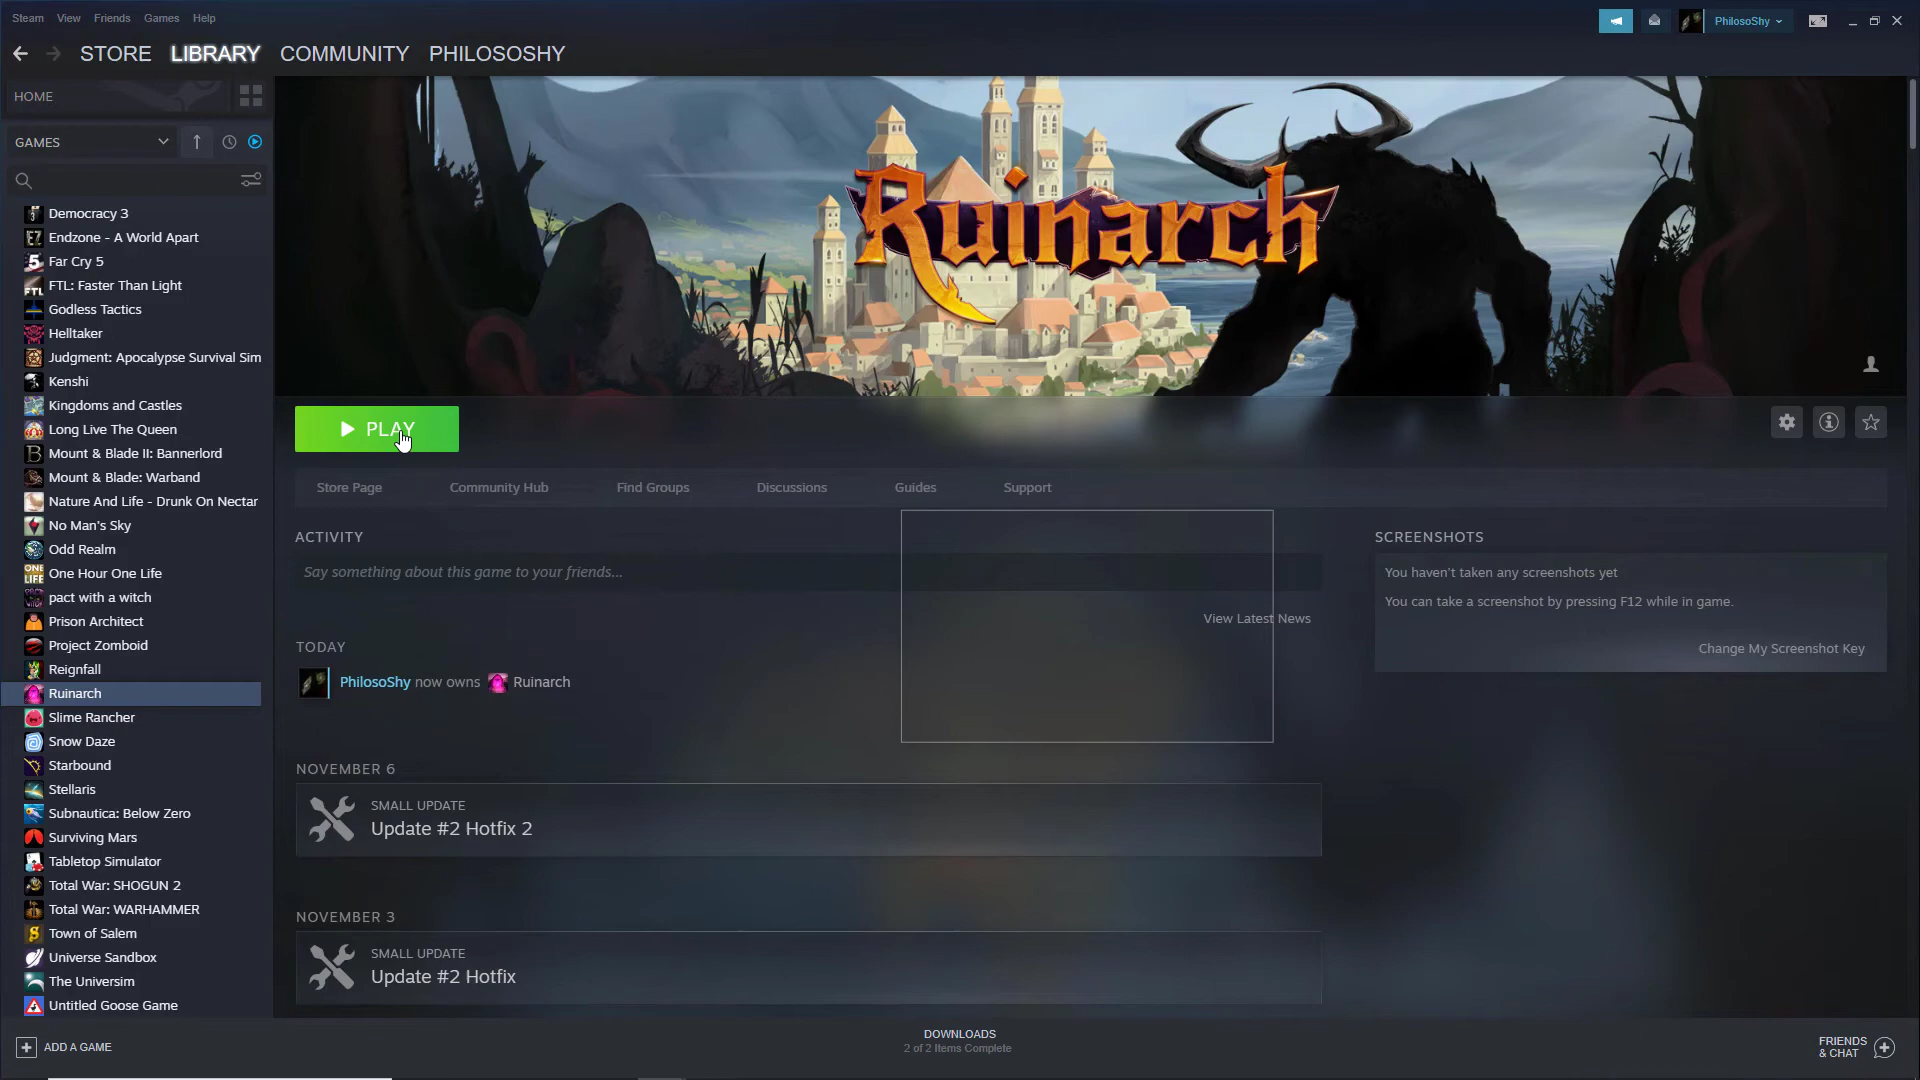 Steam View Friends Games Help
PhilosoShy
STORE LIBRARY COMMUNITY PHILOSOSHY
HOME
GAMES
Democracy 3
Endzone - A World Apart
Far Cry 5
FTL: Faster Than Light
Godless Tactics
Helltaker
Judgment: Apocalypse Survival Sim
Kenshi
Kingdoms and Castles
Long Live The Queen
Mount & Blade II: Bannerlord
Mount & Blade: Warband
Nature And Life - Drunk On Nectar
No Man's Sky
Odd Realm
One Hour One Life
pact with a witch
Prison Architect
Project Zomboid
Reignfall
Ruinarch
Slime Rancher
Snow Daze
Starbound
Stellaris
Subnautica: Below Zero
Surviving Mars
Tabletop Simulator
Total War: SHOGUN 2
Total War: WARHAMMER
Town of Salem
Universe Sandbox
The Universim
Untitled Goose Game
Ruinarch
PLAY
Store Page Community Hub Find Groups Discussions Guides Support
ACTIVITY
Say something about this game to your friends...
View Latest News
TODAY
PhilosoShy now owns Ruinarch
NOVEMBER 6
SMALL UPDATE
Update #2 Hotfix 2
NOVEMBER 3
SMALL UPDATE
Update #2 Hotfix
SCREENSHOTS
You haven't taken any screenshots yet
You can take a screenshot by pressing F12 while in game.
Change My Screenshot Key
ADD A GAME
DOWNLOADS
2 of 2 Items Complete
FRIENDS
& CHAT